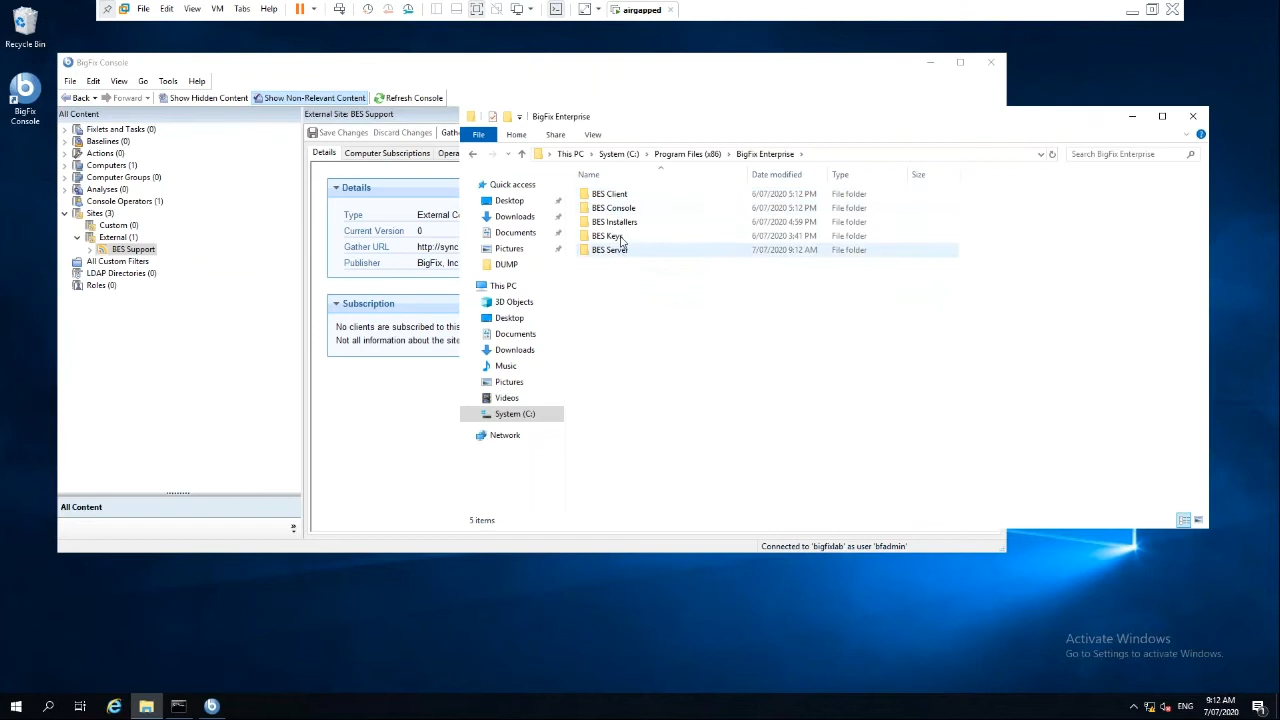 File Edit View VM Tabs Help airgapped
Recycle Bin
BigFix
Console
BigFix Console
File Edit View Go Tools Help
Back Forward Show Hidden Content Show Non-Relevant Content Refresh Console
All Content
Fixlets and Tasks (0)
Baselines (0)
Actions (0)
Computers (1)
Computer Groups (0)
Analyses (0)
Console Operators (1)
Sites (3)
Custom (0)
External (1)
BES Support
All Custom Filters
LDAP Directories (0)
Roles (0)
All Content
External Site: BES Support
Save Changes Discard Changes Gath
Details Computer Subscriptions Opera
Details
Type External C
Current Version 0
Gather URL http://sync
Publisher BigFix, Inc
Subscription
No clients are subscribed to this
Not all information about the site
Connected to 'bigfixlab' as user 'bfadmin'
BigFix Enterprise
File Home Share View
This PC System (C:) Program Files (x86) BigFix Enterprise Search BigFix Enterprise
Name Date modified Type Size
BES Client 6/07/2020 5:12 PM File folder
BES Console 6/07/2020 5:12 PM File folder
BES Installers 6/07/2020 4:59 PM File folder
BES Keys 6/07/2020 3:41 PM File folder
BES Server 7/07/2020 9:12 AM File folder
Quick access
Desktop
Downloads
Documents
Pictures
DUMP
This PC
3D Objects
Desktop
Documents
Downloads
Music
Pictures
Videos
System (C:)
Network
5 items
Activate Windows
Go to Settings to activate Windows.
ENG
9:12 AM
7/07/2020